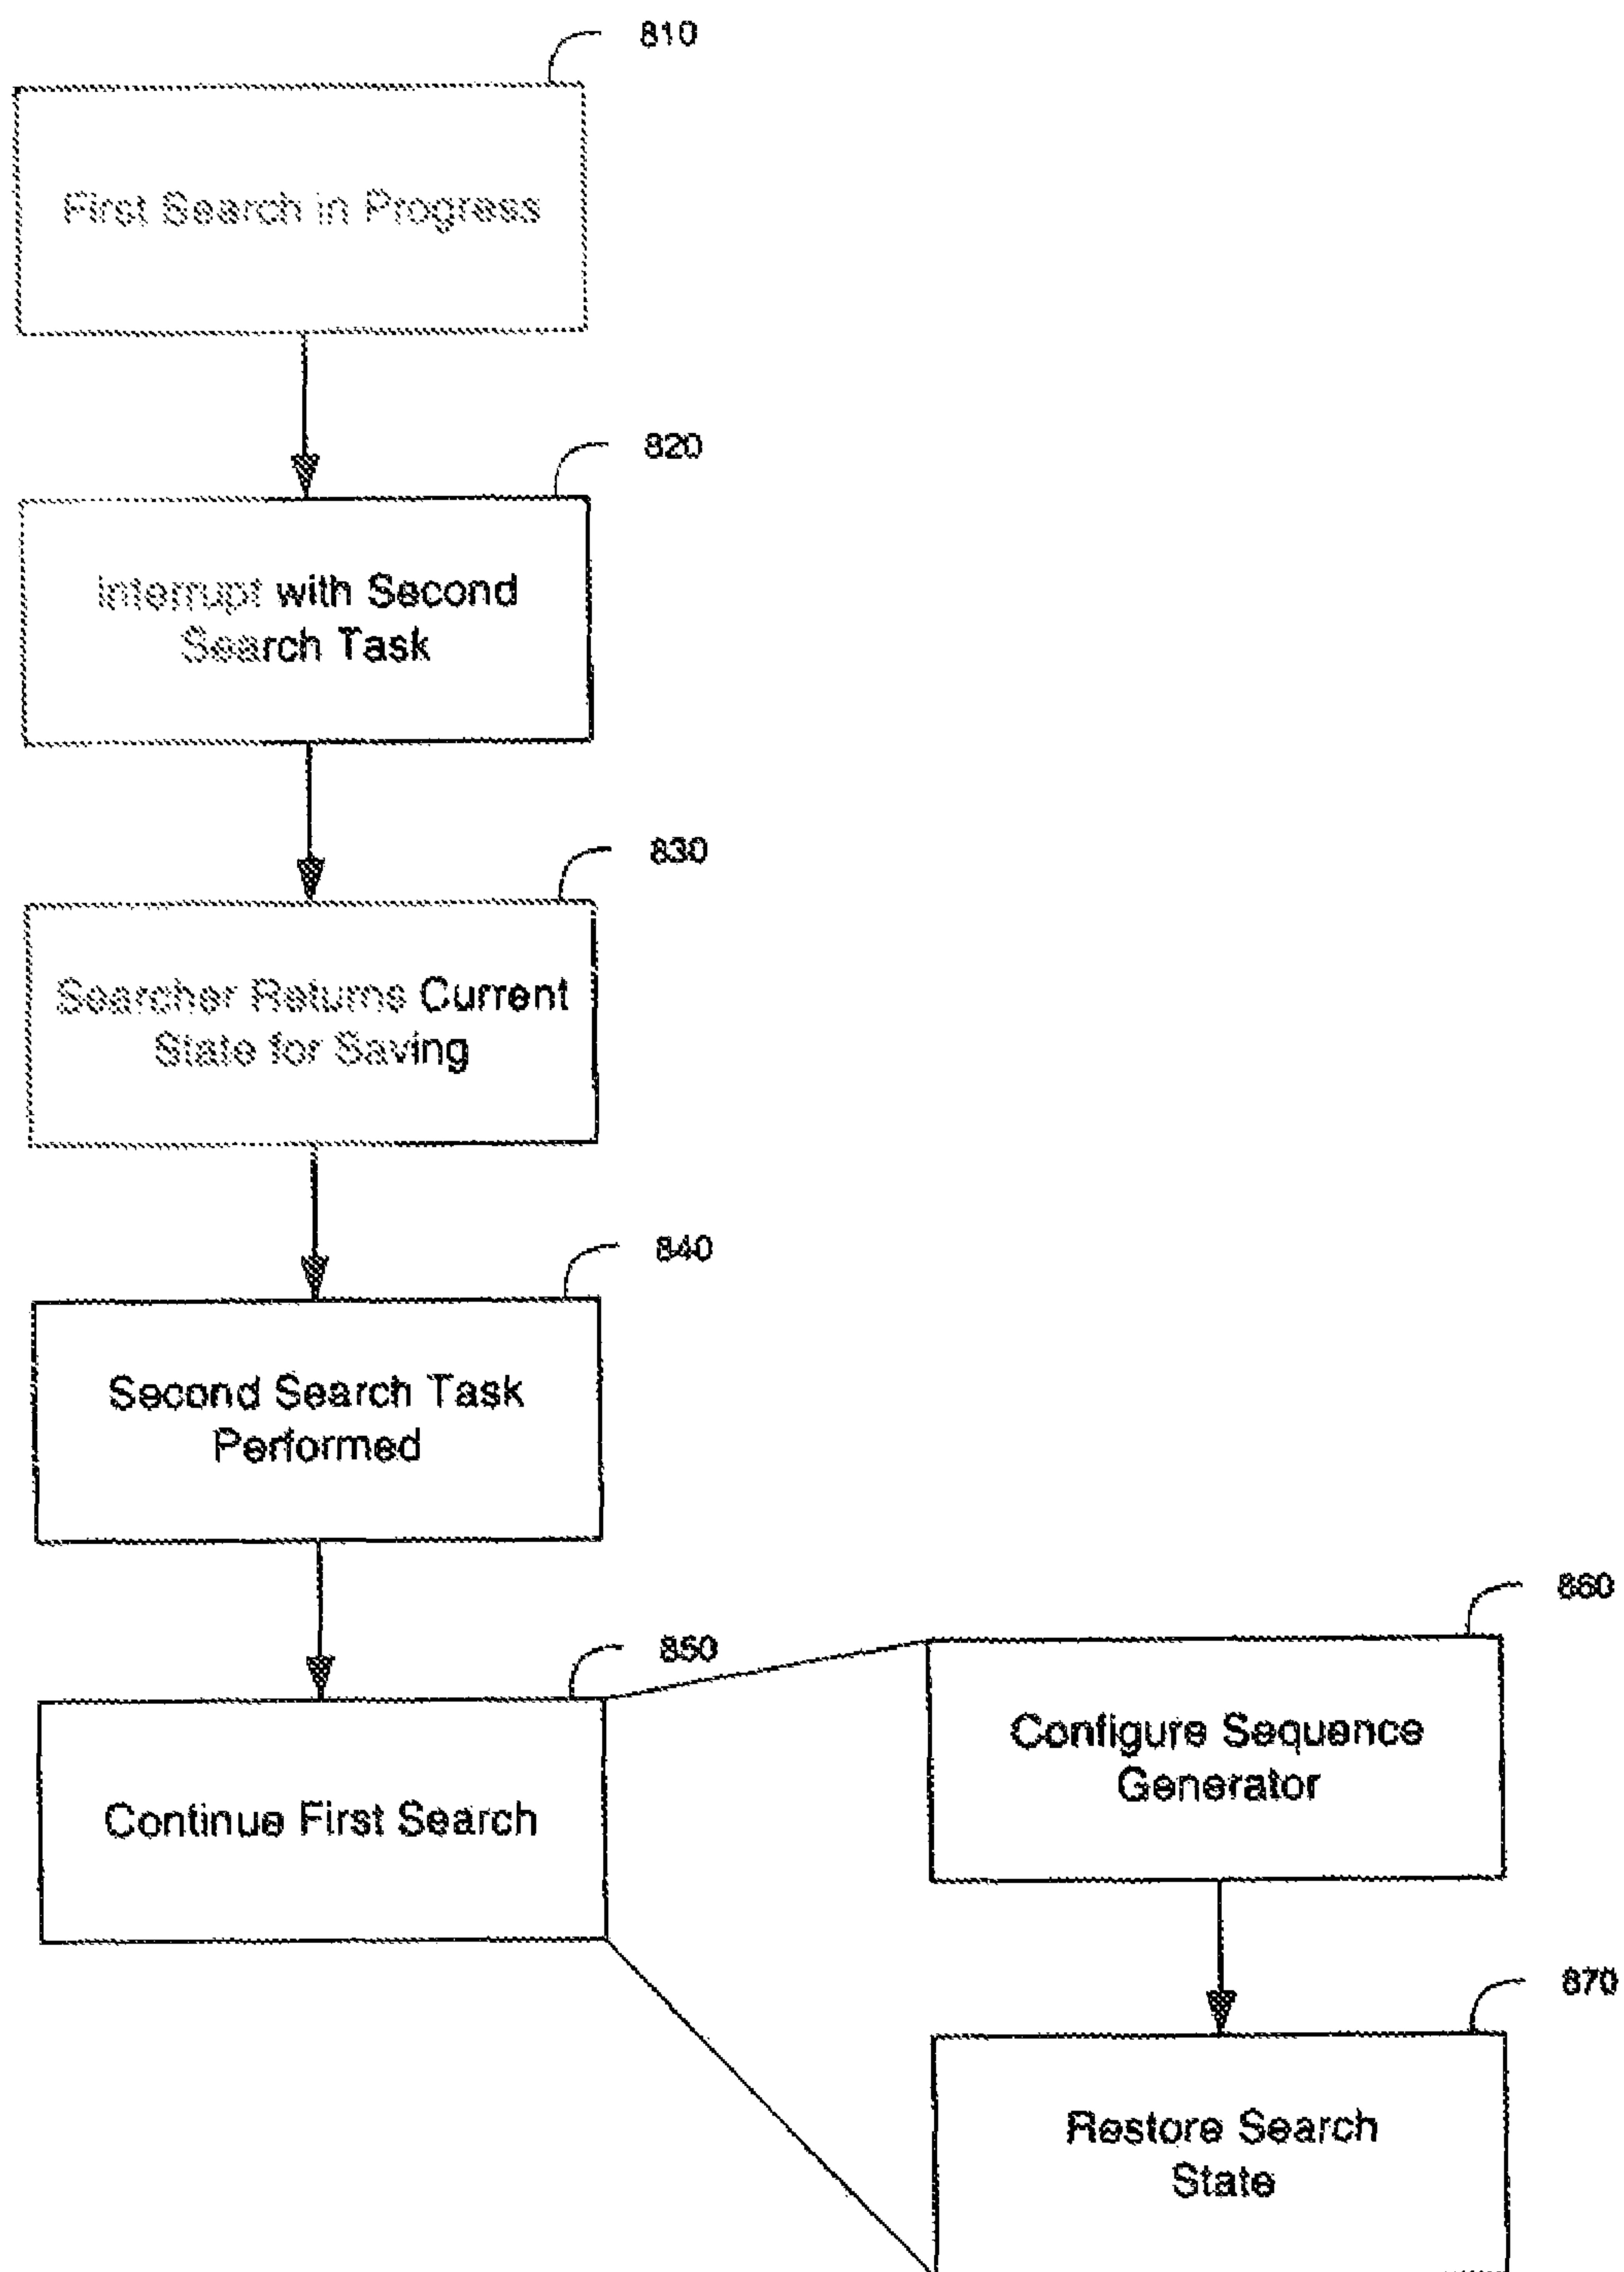 810
First Search in Progress
820
Interrupt with Second
Search Task
830
Searcher Returns Current
State for Saving
840
Second Search Task
Performed
850
Continue First Search
860
Configure Sequence
Generator
870
Restore Search
State